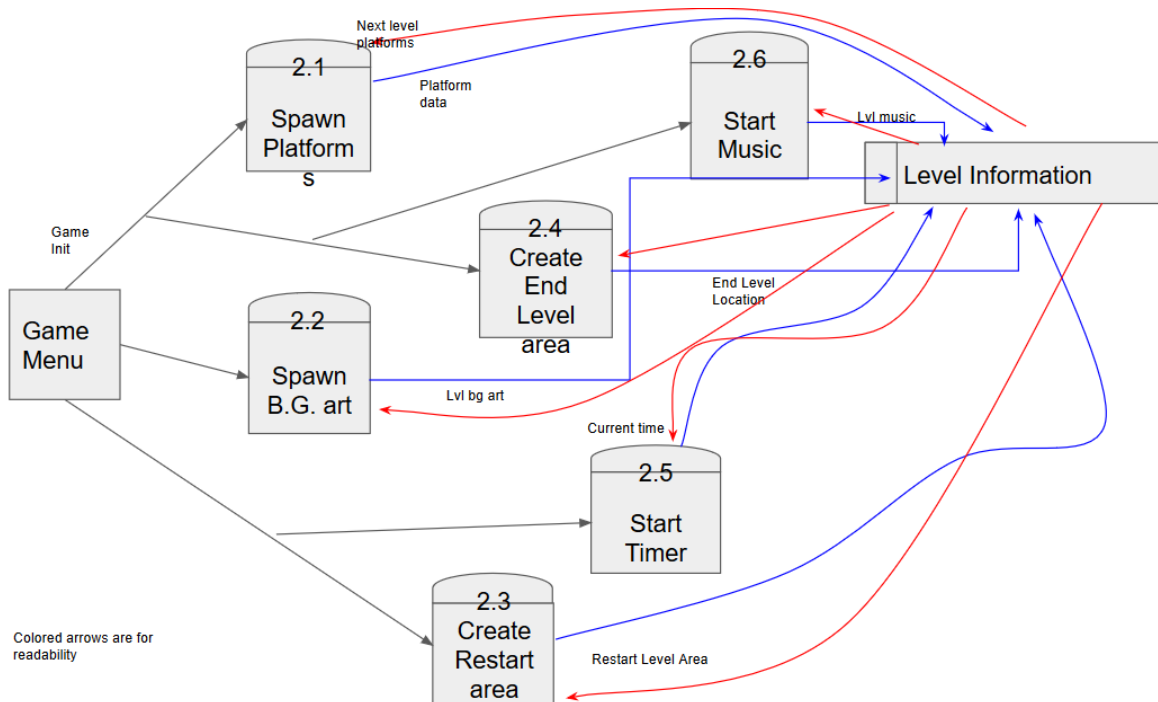 Next level
platforms
2.1
Spawn
Platform
s
Platform
data
2.6
Start
Music
Lvl music
Level Information
Game
Init
2.4
Create
End
Level
area
End Level
Location
Game
Menu
2.2
Spawn
B.G. art
Lvl bg art
Current time
2.5
Start
Timer
2.3
Create
Restart
area
Restart Level Area
Colored arrows are for
readability